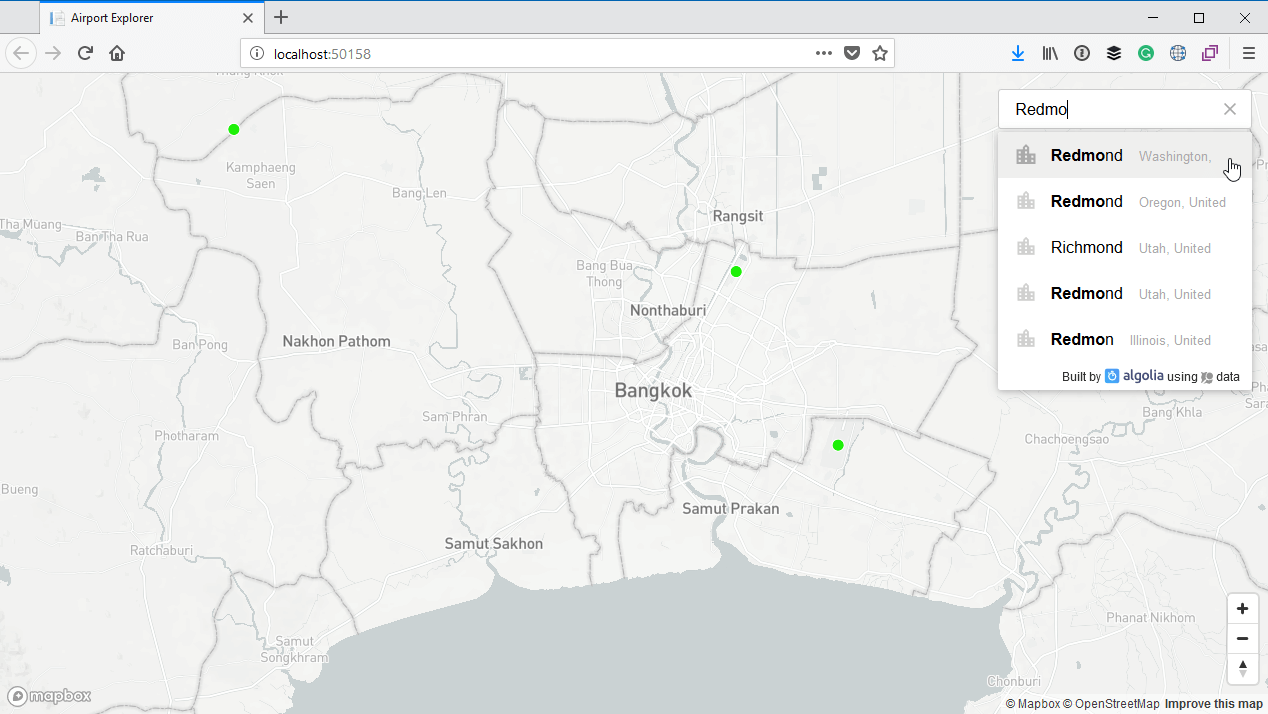 Airport Explorer
localhost:50158
Redmo
Redmond Washington,
Redmond Oregon, United
Richmond Utah, United
Redmond Utah, United
Redmon Illinois, United
Built by algolia using data
Kamphaeng
Saen
Bang Len
Tha Muang
Ban Tha Rua
Rangsit
Bang Bua
Thong
Nonthaburi
Nakhon Pathom
Ban Pong
Bangkok
Sam Phran
Bang Khla
Photharam
Chachoengsao
Bueng
Samut Prakan
Samut Sakhon
Ratchaburi
Phanat Nikhom
Samut
Songkhram
Chonburi
mapbox
© Mapbox © OpenStreetMap Improve this map